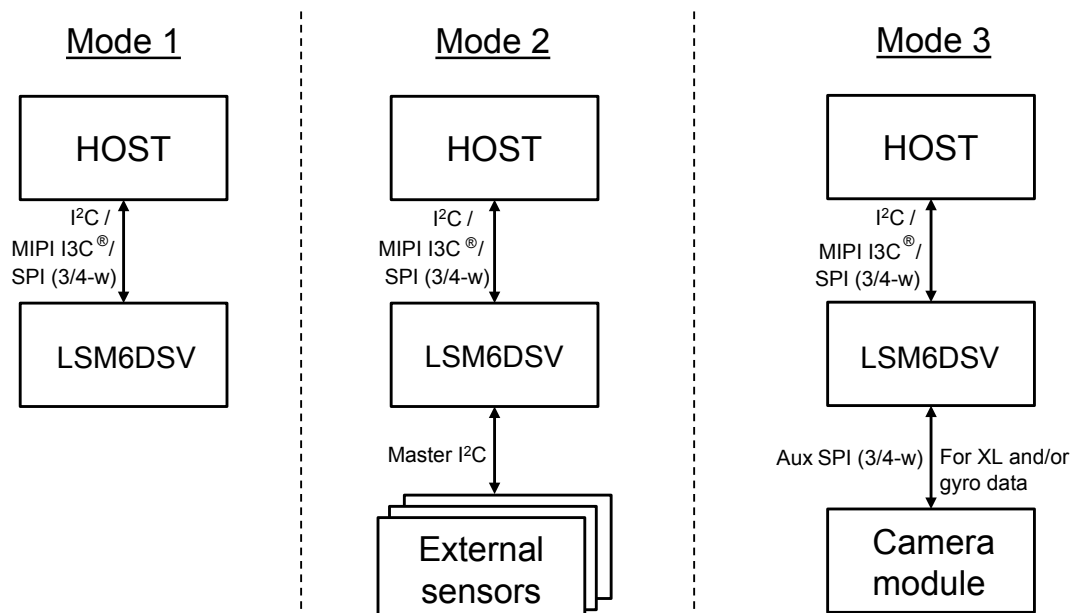 Mode 1
HOST
I²C /
MIPI I3C®/
SPI (3/4-w)
LSM6DSV
Mode 2
HOST
I²C /
MIPI I3C®/
SPI (3/4-w)
LSM6DSV
Master I²C
External
sensors
Mode 3
HOST
I²C /
MIPI I3C®/
SPI (3/4-w)
LSM6DSV
Aux SPI (3/4-w)
For XL and/or
gyro data
Camera
module